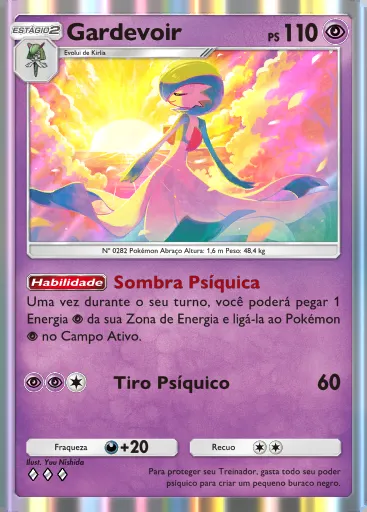 ESTÁGIO 2
Gardevoir
PS 110
Evolui de Kirlia
Nº 0282 Pokémon Abraço Altura: 1,6 m Peso: 48,4 kg
Habilidade Sombra Psíquica
Uma vez durante o seu turno, você poderá pegar 1
Energia da sua Zona de Energia e ligá-la ao Pokémon
no Campo Ativo.
Tiro Psíquico 60
Fraqueza +20
Recuo
Ilust. Yuu Nishida
Para proteger seu Treinador, gasta todo seu poder
psíquico para criar um pequeno buraco negro.